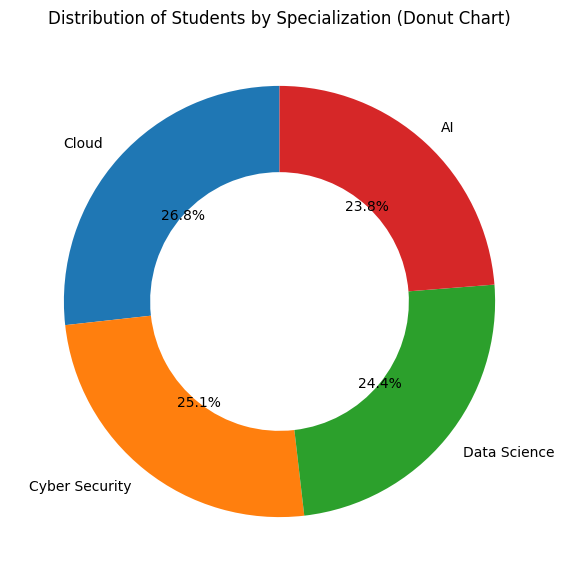 Distribution of Students by Specialization (Donut Chart)
AI
Cloud
23.8%
26.8%
24.4%
25.1%
Data Science
Cyber Security